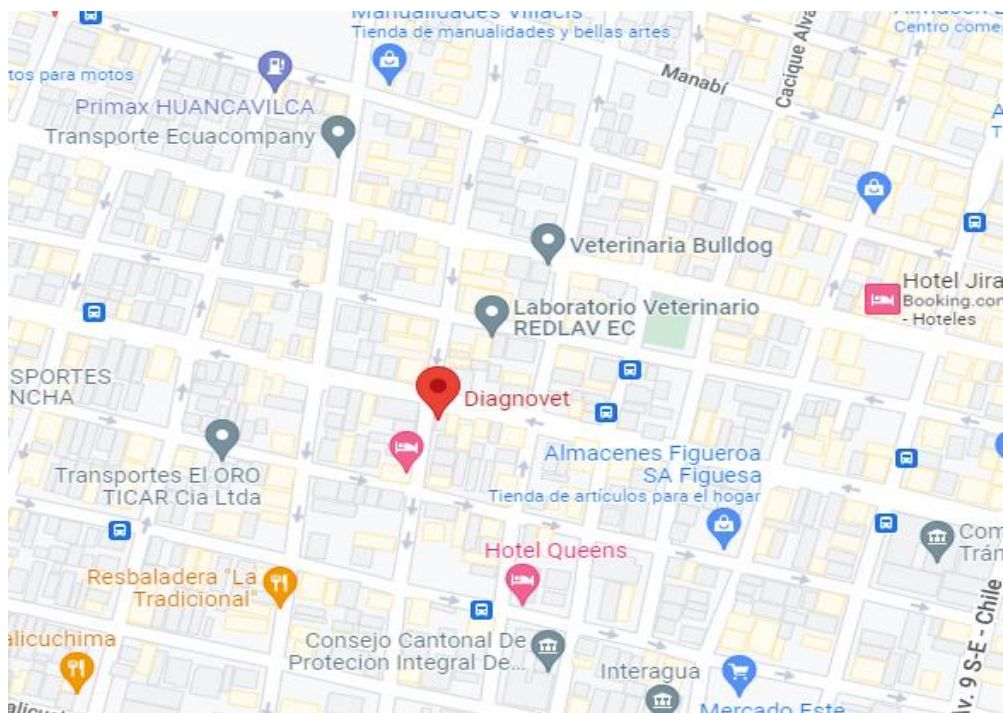 Manualidades Villacis
Tienda de manualidades y bellas artes
Centro come
Cacique Alva
Manabí
tos para motos
Primax HUANCAVILCA
Transporte Ecuacompany
Veterinaria Bulldog
Hotel Jira
Booking.con
- Hoteles
Laboratorio Veterinario
REDLAV EC
SPORTES
NCHA
Diagnovet
Transportes El ORO
TICAR Cia Ltda
Almacenes Figueroa
SA Figuesa
Tienda de artículos para el hogar
Com
Trán
Hotel Queens
Resbaladera "La
Tradicional"
alicuchima
Consejo Cantonal De
Protecion Integral De...
Interagua
Mercado Este
Av. 9 S-E - Chile